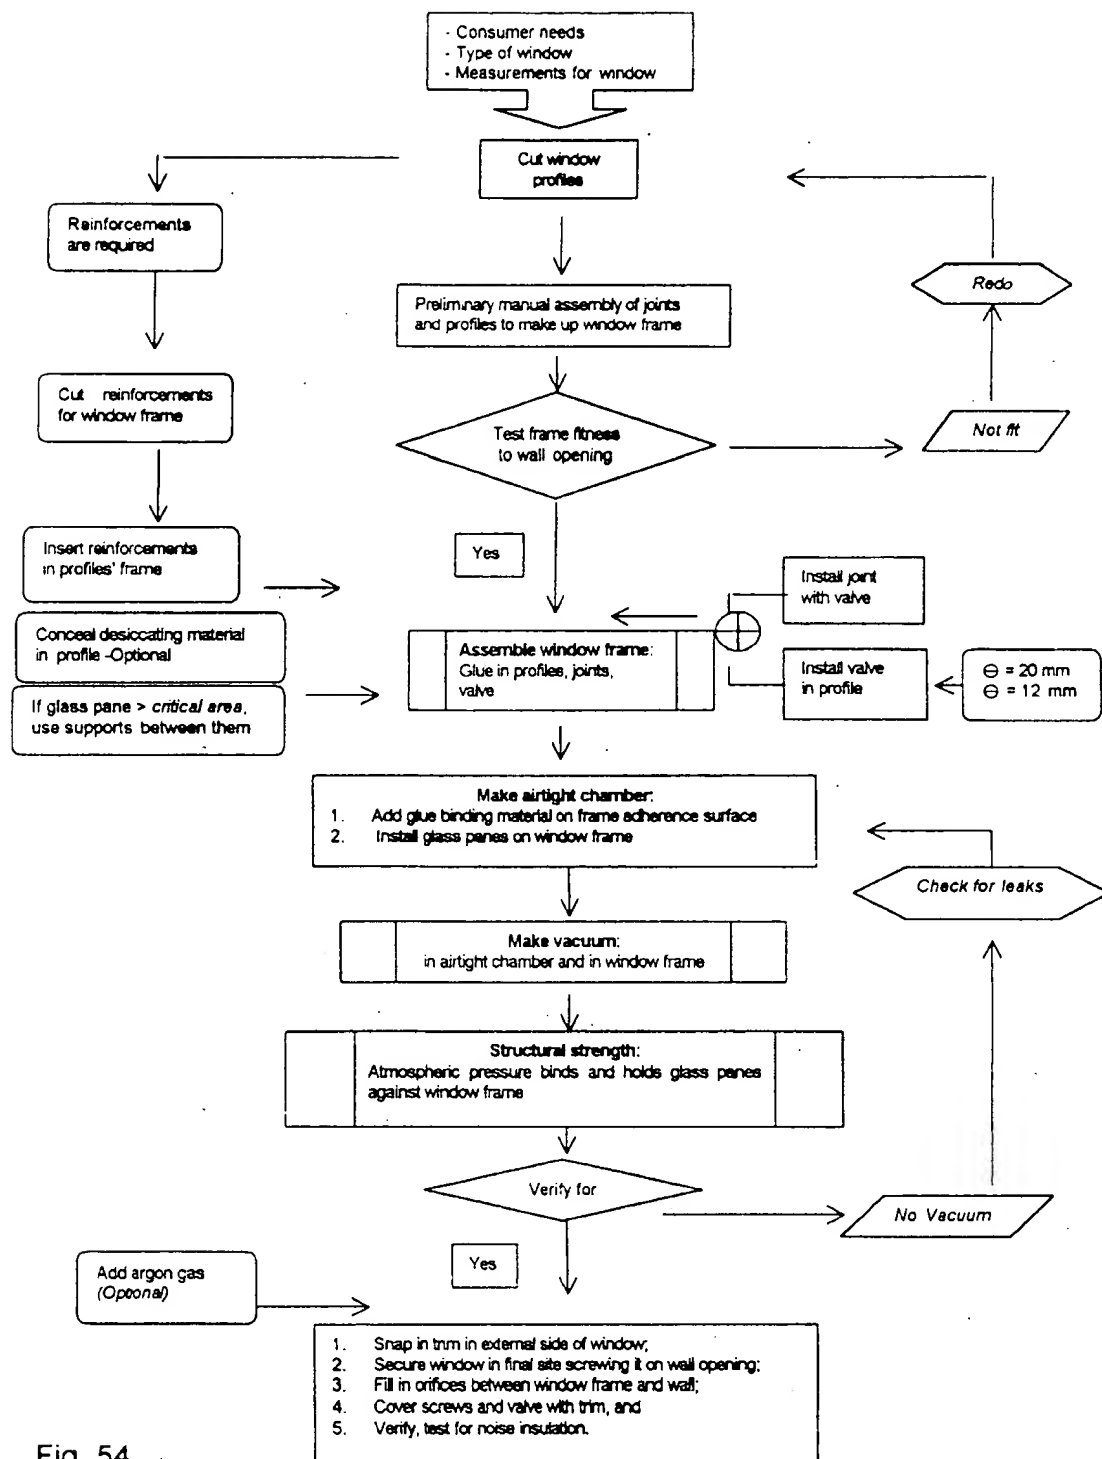 - Consumer needs
- Type of window
- Measurements for window
Cut window
profiles
Reinforcements
are required
Redo
Preliminary manual assembly of joints
and profiles to make up window frame
Cut reinforcements
for window frame
Test frame fitness
to wall opening
Not fit
Insert reinforcements
in profiles' frame
Yes
Install joint
with valve
Conceal desiccating material
in profile -Optional
Assemble window frame:
Glue in profiles, joints,
valve
Install valve
in profile
⊖ = 20 mm
⊖ = 12 mm
If glass pane > critical area,
use supports between them
Make airtight chamber:
1. Add glue binding material on frame adherence surface
2. Install glass panes on window frame
Check for leaks
Make vacuum:
in airtight chamber and in window frame
Structural strength:
Atmospheric pressure binds and holds glass panes
against window frame
Verify for
No Vacuum
Yes
Add argon gas
(Optional)
1. Snap in trim in external side of window;
2. Secure window in final site screwing it on wall opening;
3. Fill in orifices between window frame and wall;
4. Cover screws and valve with trim, and
5. Verify, test for noise insulation.
Fig. 54